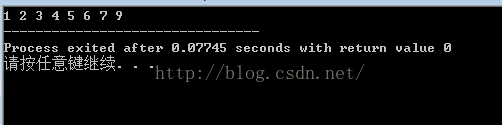 1 2 3 4 5 6 7 9
--------------------------------
Process exited after 0.07745 seconds with return value 0
请按任意键继续. . .
http://blog.csdn.net/